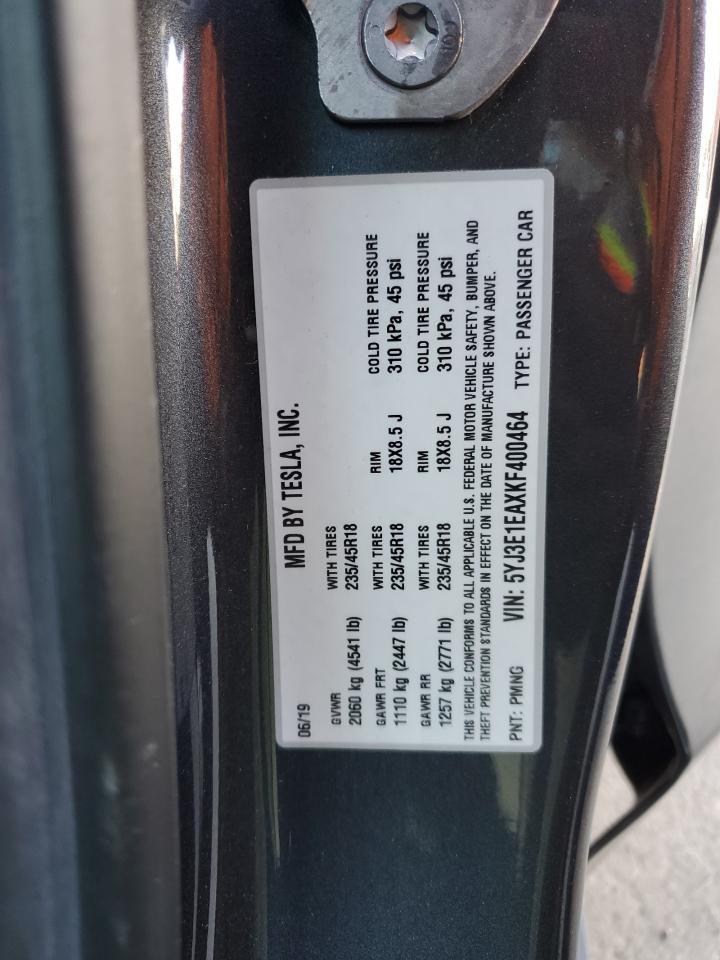 06/19 MFD BY TESLA, INC.
GVWR WITH TIRES
2060 kg (4541 lb) 235/45R18
GAWR FRT WITH TIRES RIM COLD TIRE PRESSURE
1110 kg (2447 lb) 235/45R18 18X8.5 J 310 kPa, 45 psi
GAWR RR WITH TIRES RIM COLD TIRE PRESSURE
1257 kg (2771 lb) 235/45R18 18X8.5 J 310 kPa, 45 psi
THIS VEHICLE CONFORMS TO ALL APPLICABLE U.S. FEDERAL MOTOR VEHICLE SAFETY, BUMPER, AND
THEFT PREVENTION STANDARDS IN EFFECT ON THE DATE OF MANUFACTURE SHOWN ABOVE.
PNT: PMNG VIN: 5YJ3E1EAXKF400464 TYPE: PASSENGER CAR